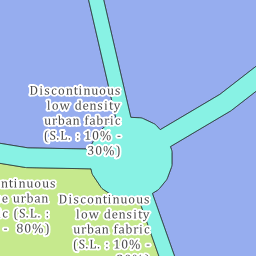 Discontinuous
low density
urban fabric
(S.L. : 10% -
30%)
ntinuous
e urban
c (S.L. :
- 80%)
Discontinuous
low density
urban fabric
(S.L. : 10% -